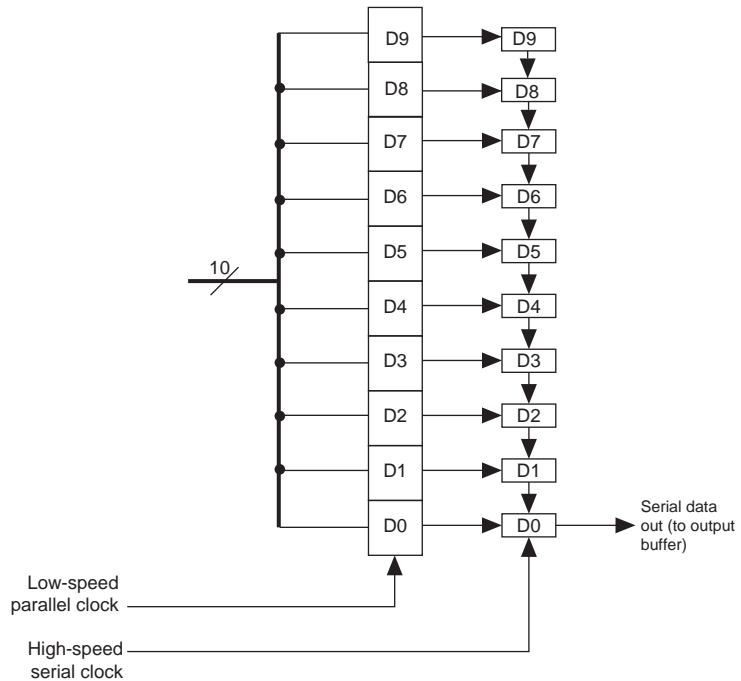 D9 D9
D8 D8
D7 D7
D6 D6
10
D5 D5
D4 D4
D3 D3
D2 D2
D1 D1
D0 D0
Serial data
out (to output
buffer)
Low-speed
parallel clock
High-speed
serial clock